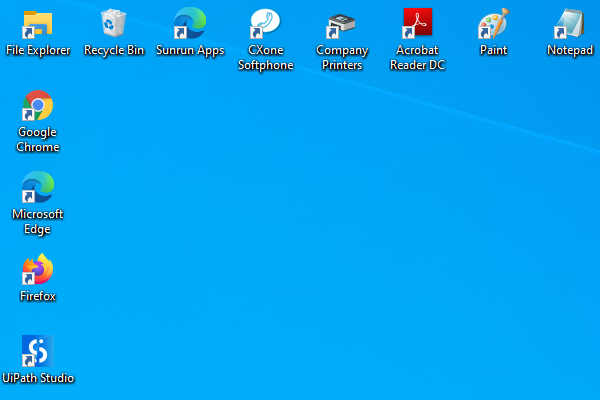 File Explorer
Recycle Bin
Sunrun Apps
CXone
Softphone
Company
Printers
Acrobat
Reader DC
Paint
Notepad
Google
Chrome
Microsoft
Edge
Firefox
UiPath Studio